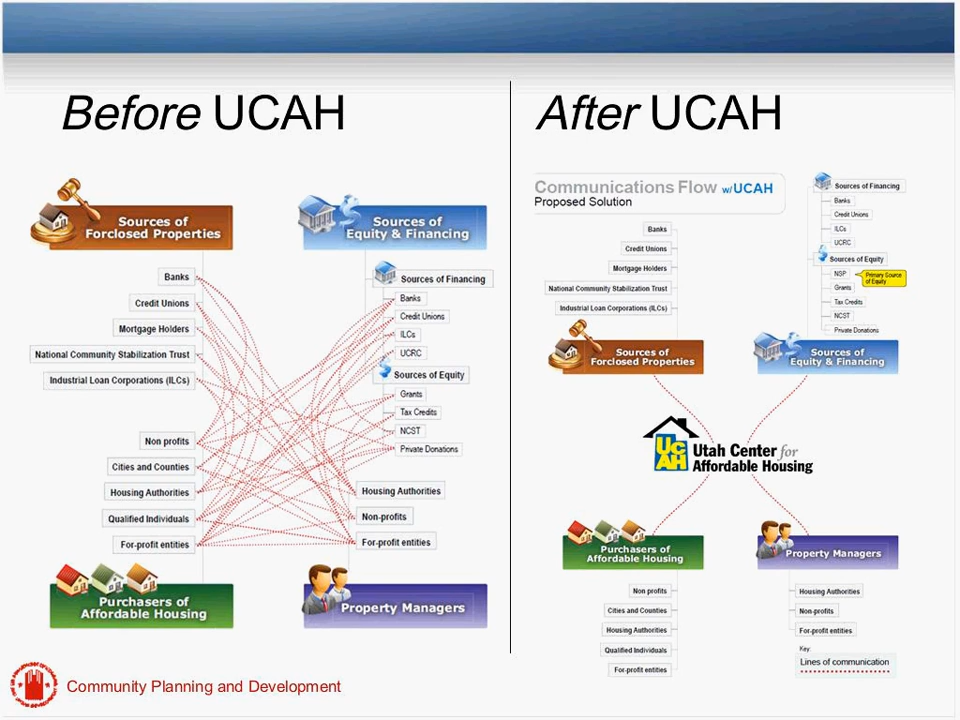 Before UCAH
Sources of
Forclosed Properties
Banks
Credit Unions
Mortgage Holders
National Community Stabilization Trust
Industrial Loan Corporations (ILCs)
Non profits
Cities and Counties
Housing Authorities
Qualified Individuals
For-profit entities
Purchasers of
Affordable Housing
Sources of
Equity & Financing
Sources of Financing
Banks
Credit Unions
ILCs
UCRC
Sources of Equity
Grants
Tax Credits
NCST
Private Donations
Housing Authorities
Non-profits
For-profit entities
Property Managers
After UCAH
Communications Flow w/ UCAH
Proposed Solution
Banks
Credit Unions
Mortgage Holders
National Community Stabilization Trust
Industrial Loan Corporations (ILCs)
Sources of
Forclosed Properties
Sources of Financing
Banks
Credit Unions
ILCs
UCRC
Sources of Equity
NSP
Primary Source
of Equity
Grants
Tax Credits
NCST
Private Donations
Sources of
Equity & Financing
UCAH
Utah Center for
Affordable Housing
Purchasers of
Affordable Housing
Non profits
Cities and Counties
Housing Authorities
Qualified Individuals
For-profit entities
Property Managers
Housing Authorities
Non-profits
For-profit entities
Key:
Lines of communication
Community Planning and Development